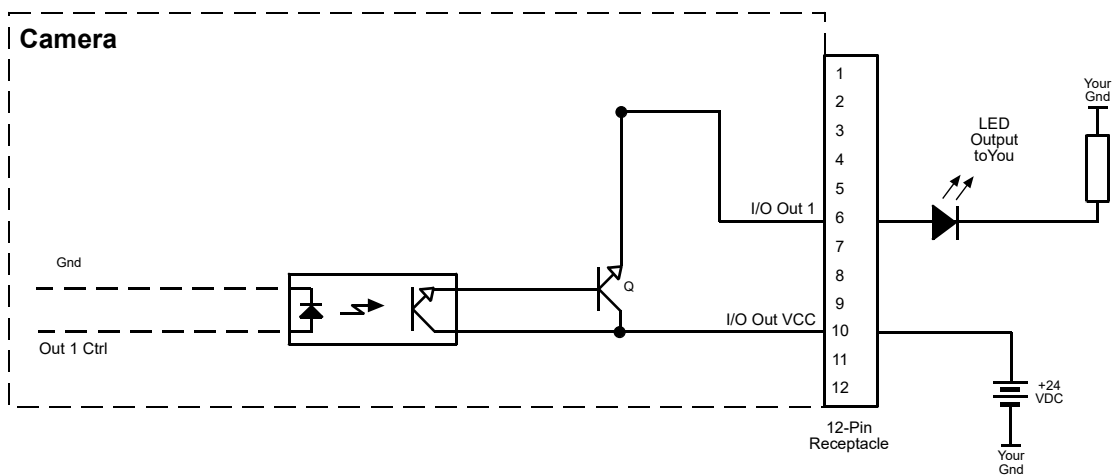 Camera
1
2
3
4
5
6
7
8
9
10
11
12
Your
Gnd
LED
Output
toYou
I/O Out 1
Gnd
Q
I/O Out VCC
Out 1 Ctrl
+24
VDC
12-Pin
Receptacle
Your
Gnd